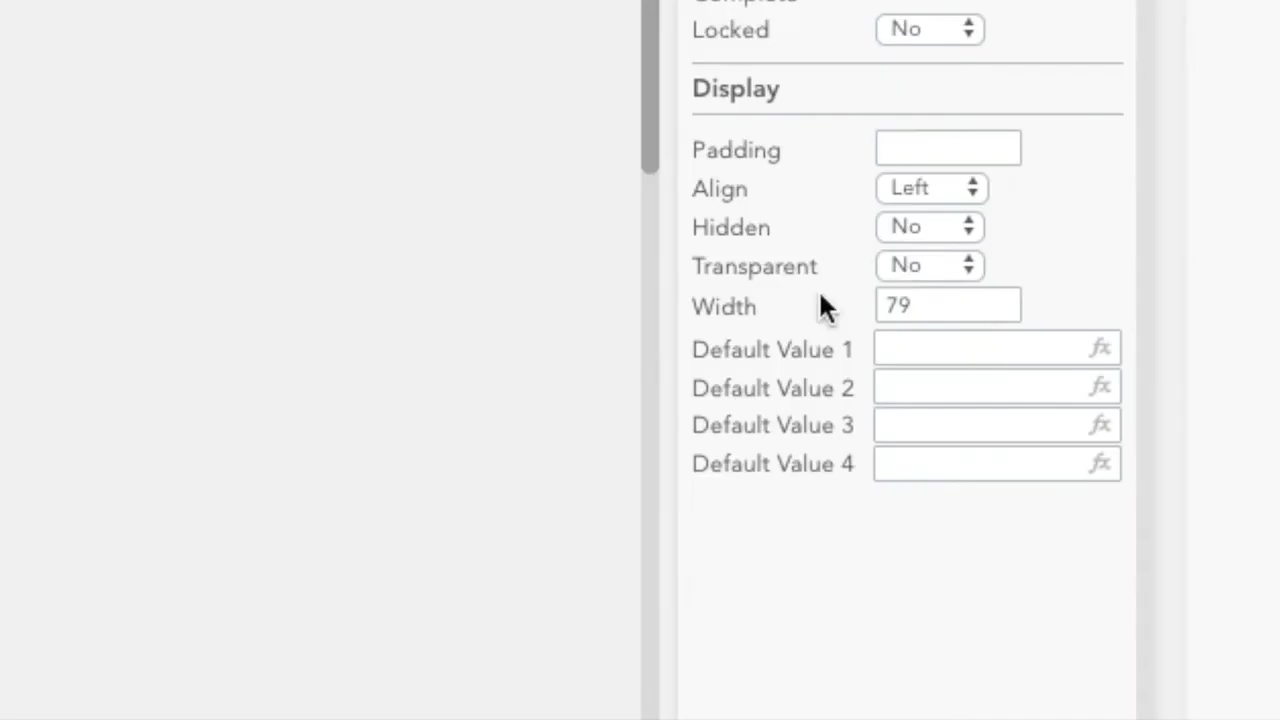 Complete
Locked No
Display
Padding
Align Left
Hidden No
Transparent No
Width 79
Default Value 1 fx
Default Value 2 fx
Default Value 3 fx
Default Value 4 fx